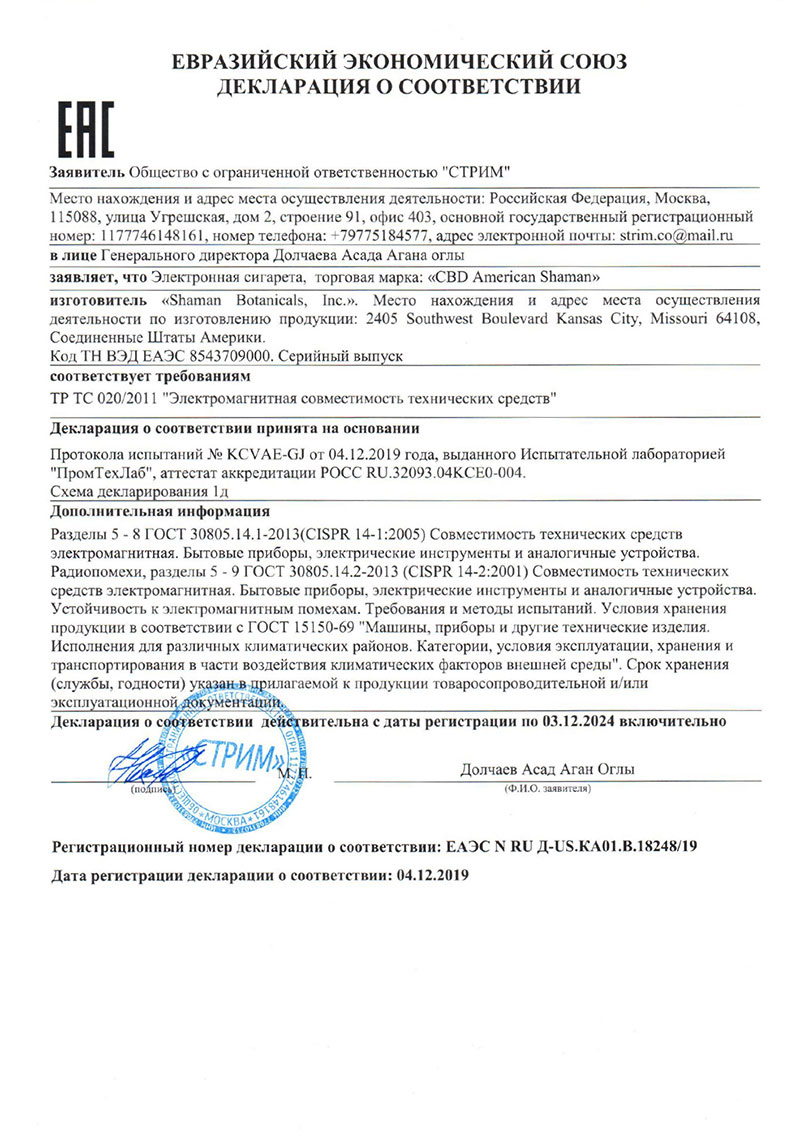 ЕВРАЗИЙСКИЙ ЭКОНОМИЧЕСКИЙ СОЮЗ
ДЕКЛАРАЦИЯ О СООТВЕТСТВИИ
ЕАС
Заявитель Общество с ограниченной ответственностью "СТРИМ"
Место нахождения и адрес места осуществления деятельности: Российская Федерация, Москва,
115088, улица Угрешская, дом 2, строение 91, офис 403, основной государственный регистрационный
номер: 1177746148161, номер телефона: +79775184577, адрес электронной почты: strim.co@mail.ru
в лице Генерального директора Долчаева Асада Агана оглы
заявляет, что Электронная сигарета, торговая марка: «CBD American Shaman»
изготовитель «Shaman Botanicals, Inc.». Место нахождения и адрес места осуществления
деятельности по изготовлению продукции: 2405 Southwest Boulevard Kansas City, Missouri 64108,
Соединенные Штаты Америки.
Код ТН ВЭД ЕАЭС 8543709000. Серийный выпуск
соответствует требованиям
ТР ТС 020/2011 "Электромагнитная совместимость технических средств"
Декларация о соответствии принята на основании
Протокола испытаний № KCVAE-GJ от 04.12.2019 года, выданного Испытательной лабораторией
"ПромТехЛаб", аттестат аккредитации РОСС RU.32093.04КСЕ0-004.
Схема декларирования 1д
Дополнительная информация
Разделы 5 - 8 ГОСТ 30805.14.1-2013(CISPR 14-1:2005) Совместимость технических средств
электромагнитная. Бытовые приборы, электрические инструменты и аналогичные устройства.
Радиопомехи, разделы 5 - 9 ГОСТ 30805.14.2-2013 (CISPR 14-2:2001) Совместимость технических
средств электромагнитная. Бытовые приборы, электрические инструменты и аналогичные устройства.
Устойчивость к электромагнитным помехам. Требования и методы испытаний. Условия хранения
продукции в соответствии с ГОСТ 15150-69 "Машины, приборы и другие технические изделия.
Исполнения для различных климатических районов. Категории, условия эксплуатации, хранения и
транспортирования в части воздействия климатических факторов внешней среды". Срок хранения
(службы, годности) указан в прилагаемой к продукции товаросопроводительной и/или
эксплуатационной документации.
Декларация о соответствии действительна с даты регистрации по 03.12.2024 включительно
«СТРИМ»
МОСКВА
М. П.
Долчаев Асад Аган Оглы
(подпись)
(Ф.И.О. заявителя)
Регистрационный номер декларации о соответствии: ЕАЭС N RU Д-US.КА01.В.18248/19
Дата регистрации декларации о соответствии: 04.12.2019